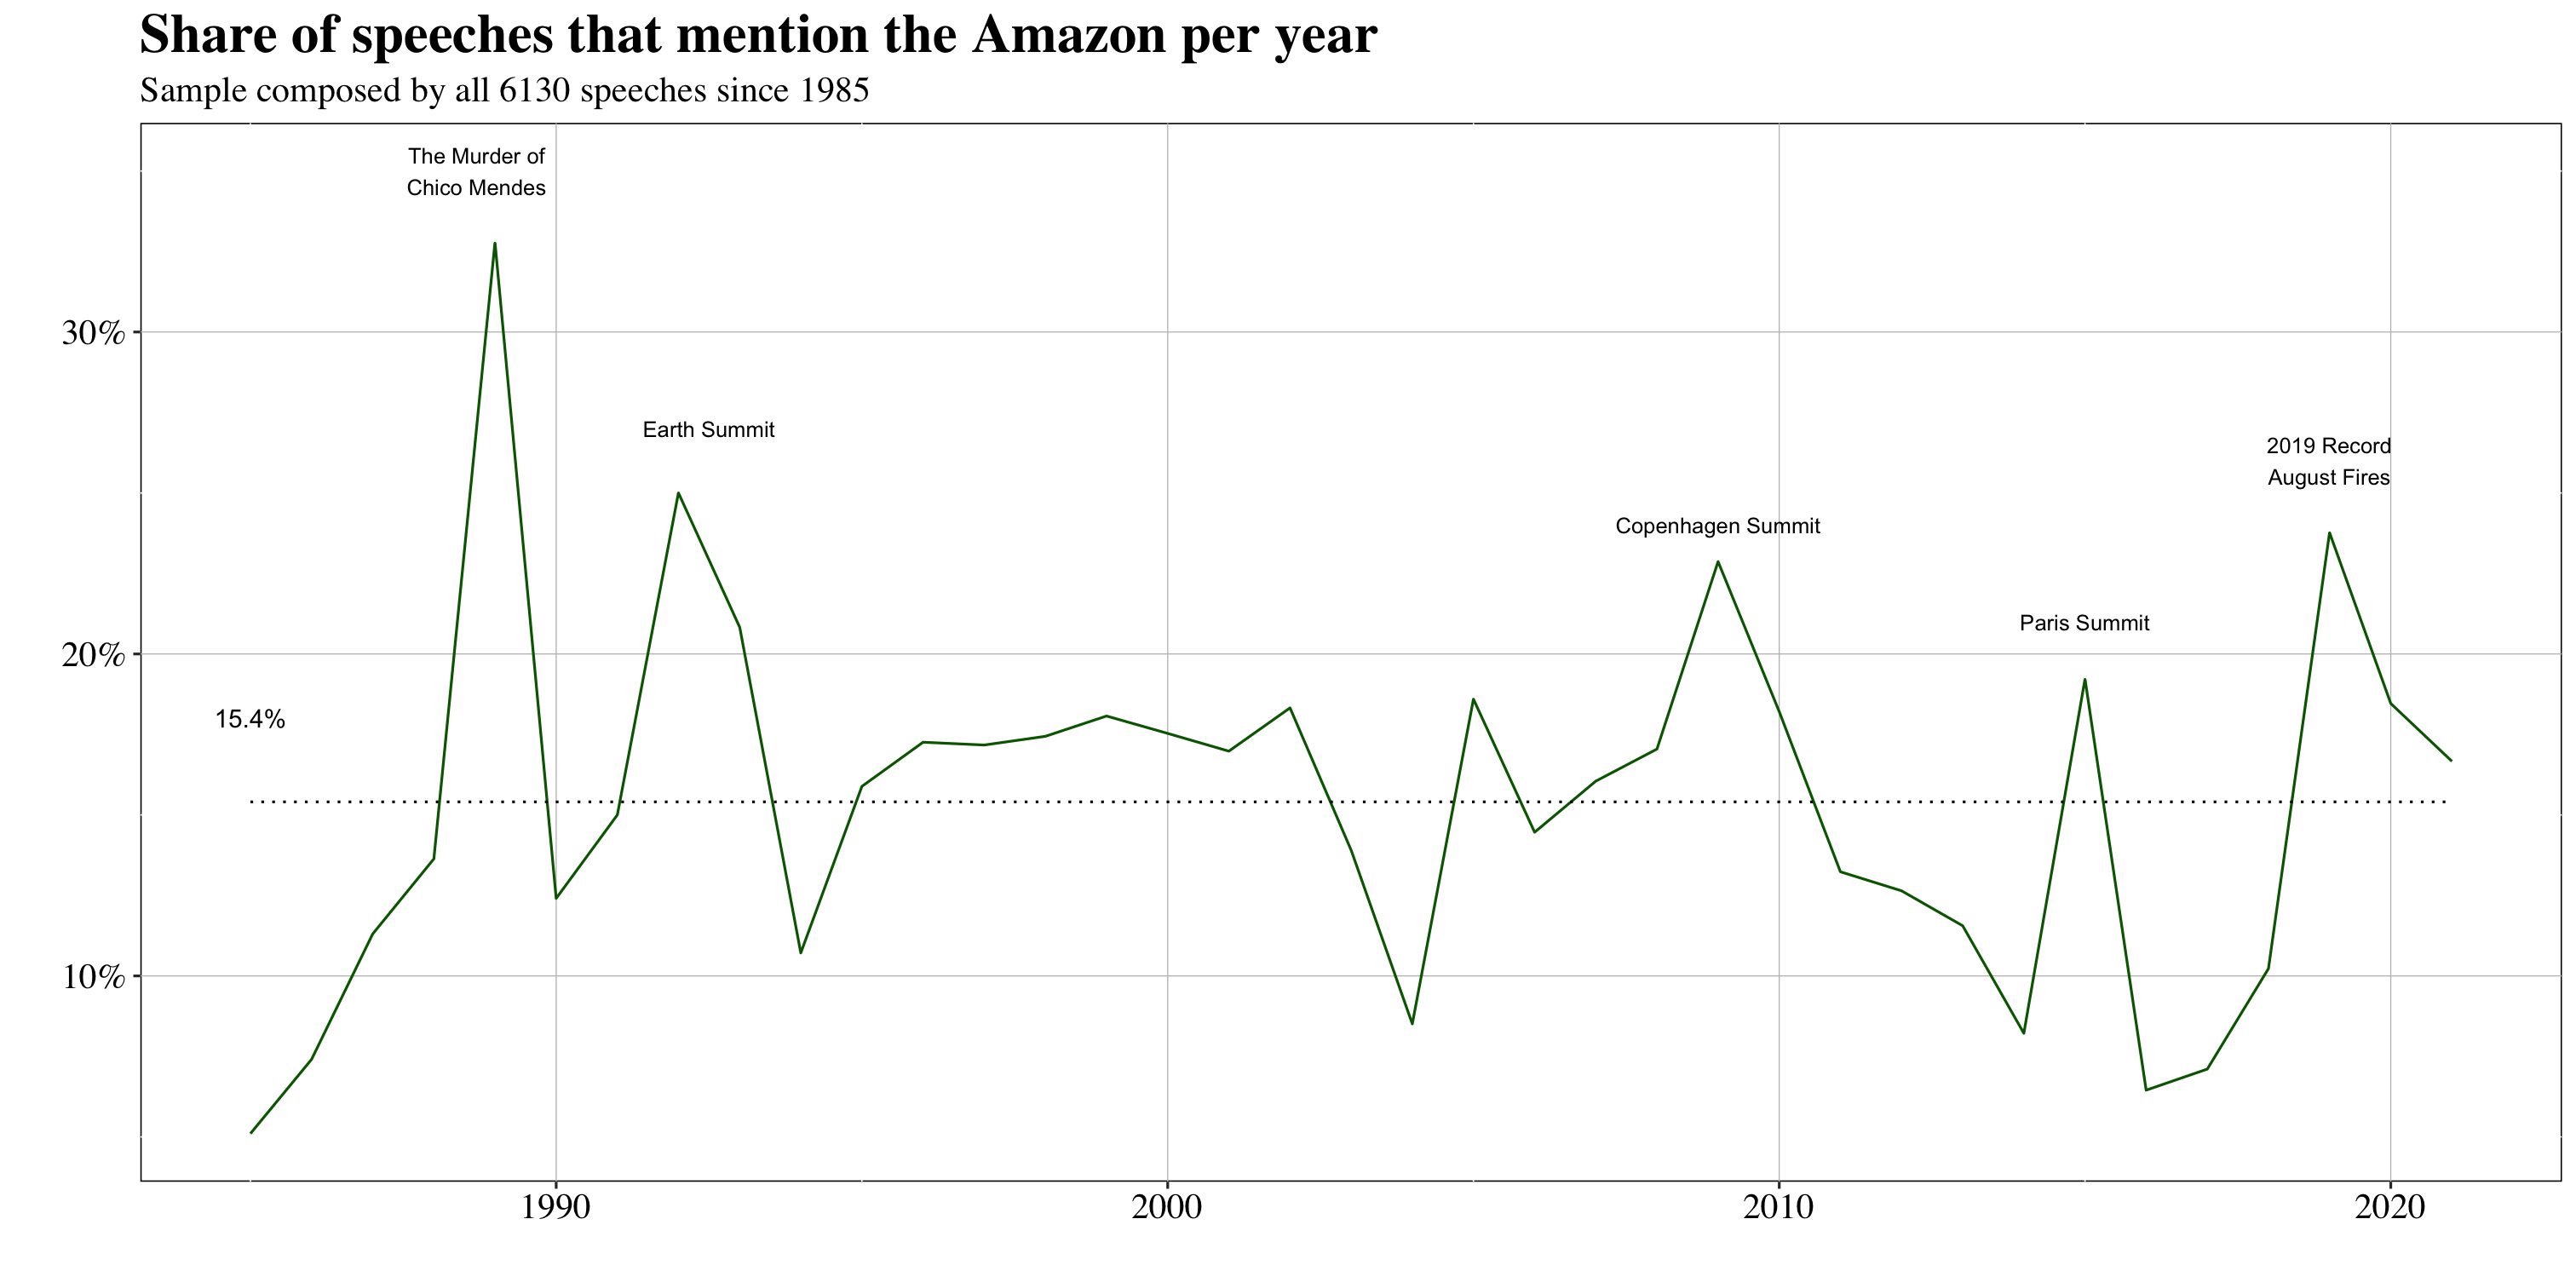 Share of speeches that mention the Amazon per year
Sample composed by all 6130 speeches since 1985
The Murder of
Chico Mendes
30%
Earth Summit
2019 Record
August Fires
Copenhagen Summit
Paris Summit
20%
15.4%
10%
1990
2000
2010
2020